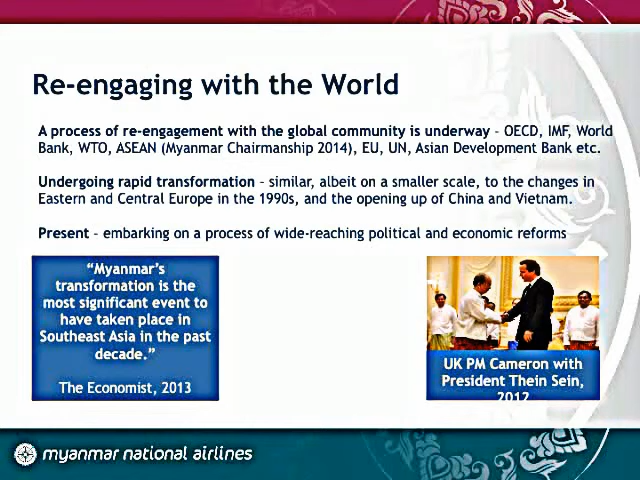 Re-engaging with the World
A process of re-engagement with the global community is underway – OECD, IMF, World
Bank, WTO, ASEAN (Myanmar Chairmanship 2014), EU, UN, Asian Development Bank etc.
Undergoing rapid transformation – similar, albeit on a smaller scale, to the changes in
Eastern and Central Europe in the 1990s, and the opening up of China and Vietnam.
Present – embarking on a process of wide-reaching political and economic reforms
“Myanmar’s
transformation is the
most significant event to
have taken place in
Southeast Asia in the past
decade.”
The Economist, 2013
UK PM Cameron with
President Thein Sein,
2012
myanmar national airlines